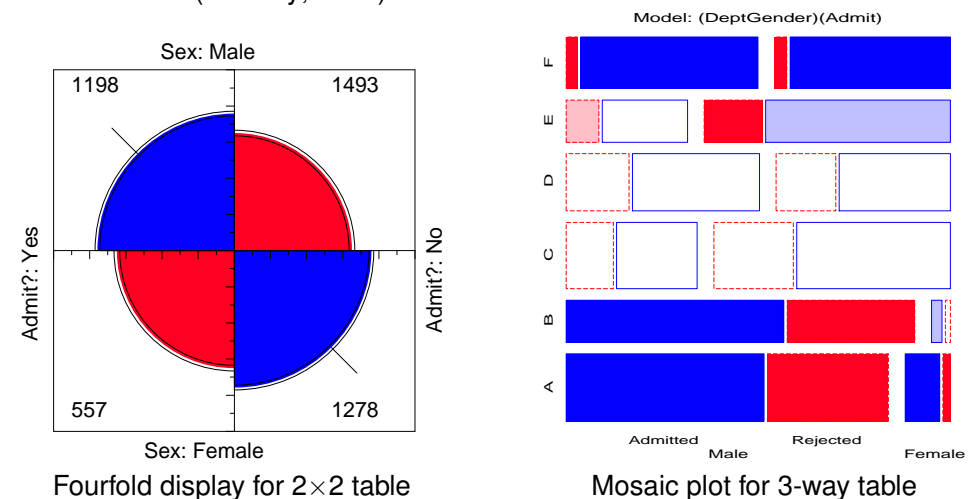 Model: (DeptGender)(Admit)
Sex: Male
1198
1493
Admit?: Yes
Admit?: No
557
1278
Sex: Female
Fourfold display for 2×2 table
F
E
D
C
B
A
Admitted
Rejected
Male
Female
Mosaic plot for 3-way table